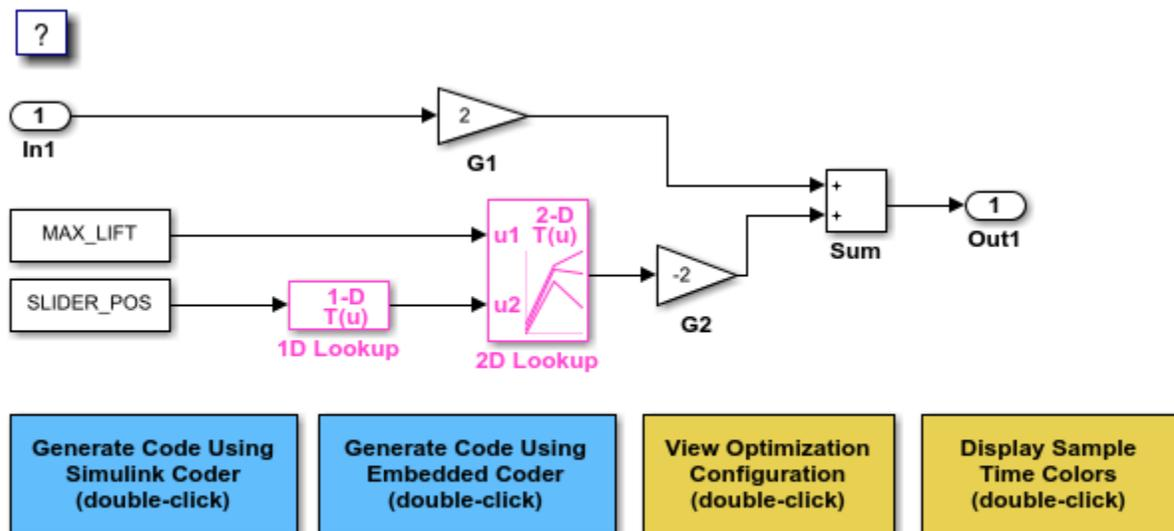 ?
1
In1
2
G1
MAX_LIFT
SLIDER_POS
1-D
T(u)
1D Lookup
2-D
T(u)
u1
u2
2D Lookup
-2
G2
+
+
Sum
1
Out1
Generate Code Using
Simulink Coder
(double-click)
Generate Code Using
Embedded Coder
(double-click)
View Optimization
Configuration
(double-click)
Display Sample
Time Colors
(double-click)